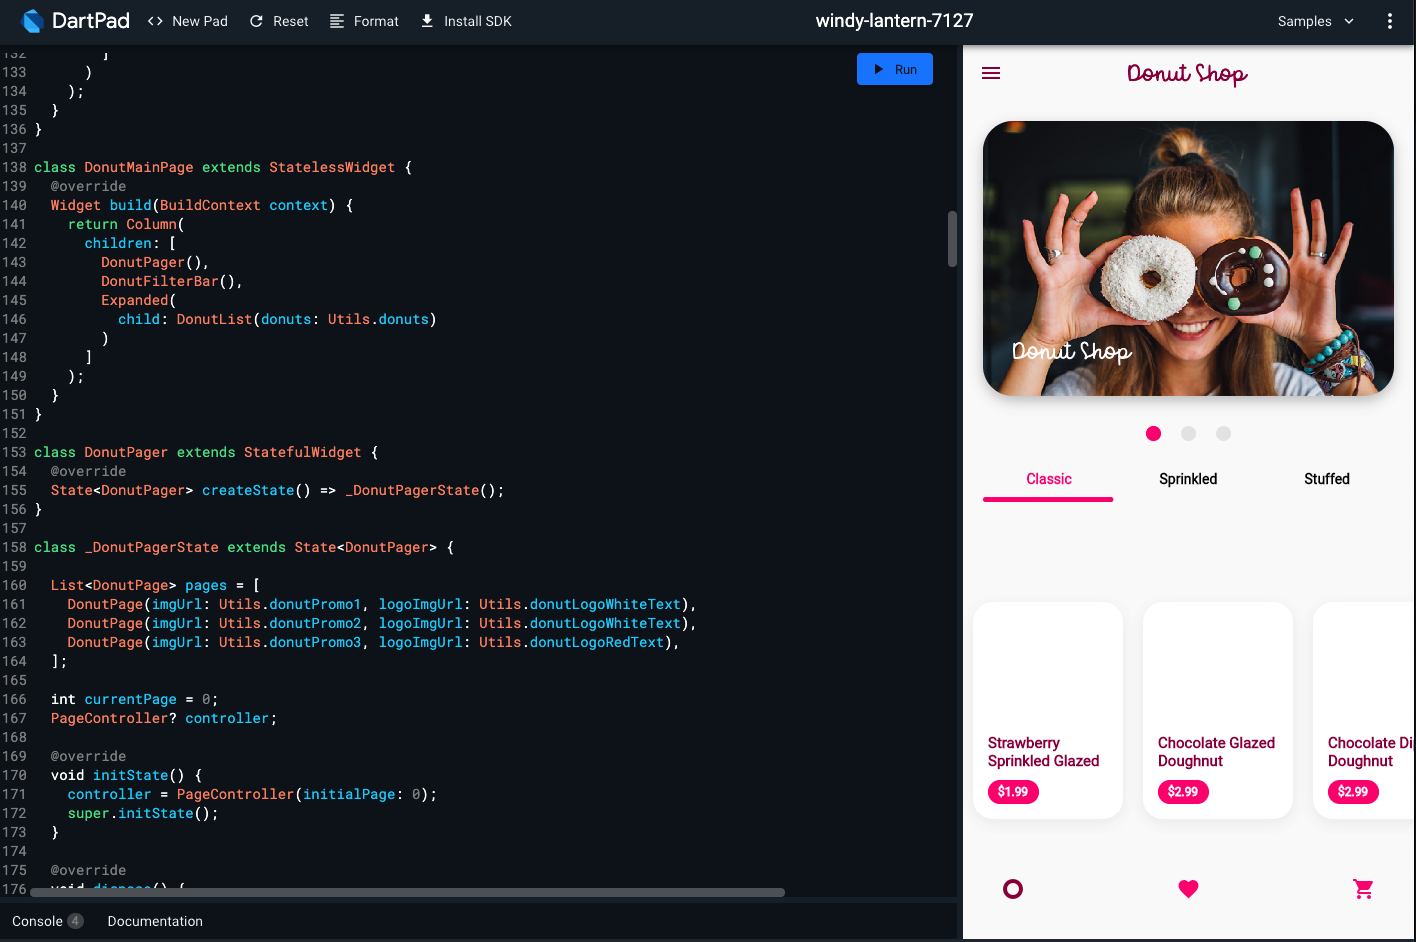 DartPad
<> New Pad
Reset
Format
Install SDK
windy-lantern-7127
Samples
132       ]
133       )
134     );
135   }
136 }
137
138 class DonutMainPage extends StatelessWidget {
139   @override
140   Widget build(BuildContext context) {
141     return Column(
142       children: [
143         DonutPager(),
144         DonutFilterBar(),
145         Expanded(
146           child: DonutList(donuts: Utils.donuts)
147         )
148       ]
149     );
150   }
151 }
152
153 class DonutPager extends StatefulWidget {
154   @override
155   State<DonutPager> createState() => _DonutPagerState();
156 }
157
158 class _DonutPagerState extends State<DonutPager> {
159
160   List<DonutPage> pages = [
161     DonutPage(imgUrl: Utils.donutPromo1, logoImgUrl: Utils.donutLogoWhiteText),
162     DonutPage(imgUrl: Utils.donutPromo2, logoImgUrl: Utils.donutLogoWhiteText),
163     DonutPage(imgUrl: Utils.donutPromo3, logoImgUrl: Utils.donutLogoRedText),
164   ];
165
166   int currentPage = 0;
167   PageController? controller;
168
169   @override
170   void initState() {
171     controller = PageController(initialPage: 0);
172     super.initState();
173   }
174
175   @override
176   void dispose() {
Run
Console 4
Documentation
Donut Shop
Donut Shop
Classic
Sprinkled
Stuffed
Strawberry
Sprinkled Glazed
$1.99
Chocolate Glazed
Doughnut
$2.99
Chocolate Di
Doughnut
$2.99